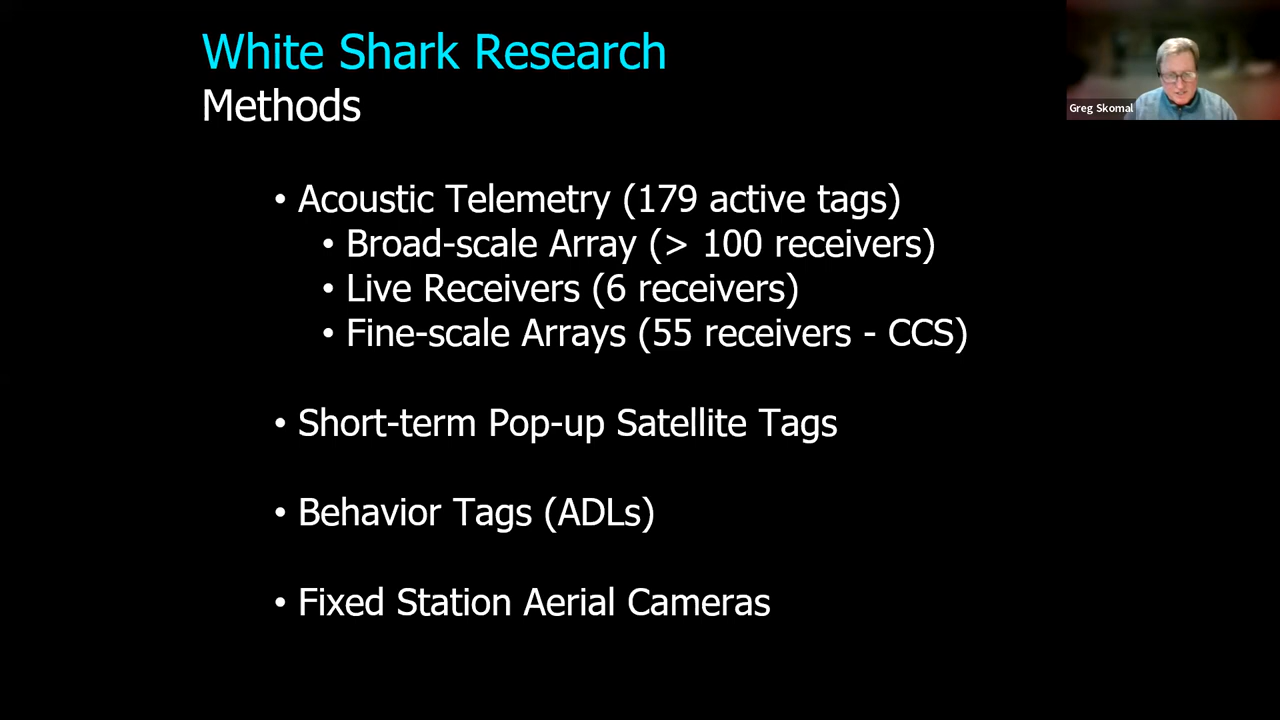 White Shark Research
Methods
Greg Skomal
• Acoustic Telemetry (179 active tags)
• Broad-scale Array (> 100 receivers)
• Live Receivers (6 receivers)
• Fine-scale Arrays (55 receivers - CCS)
• Short-term Pop-up Satellite Tags
• Behavior Tags (ADLs)
• Fixed Station Aerial Cameras